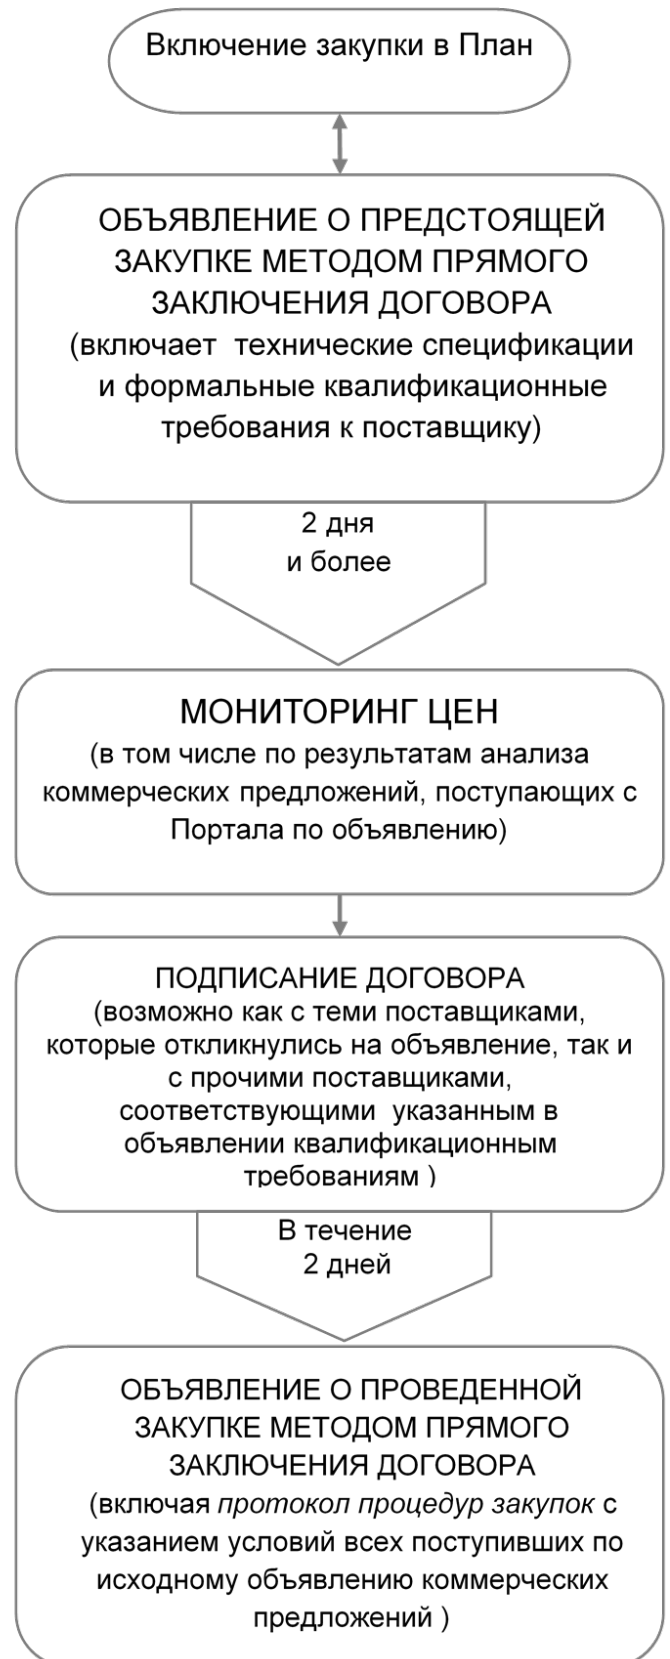 Включение закупки в План
ОБЪЯВЛЕНИЕ О ПРЕДСТОЯЩЕЙ
ЗАКУПКЕ МЕТОДОМ ПРЯМОГО
ЗАКЛЮЧЕНИЯ ДОГОВОРА
(включает технические спецификации
и формальные квалификационные
требования к поставщику)
2 дня
и более
МОНИТОРИНГ ЦЕН
(в том числе по результатам анализа
коммерческих предложений, поступающих с
Портала по объявлению)
ПОДПИСАНИЕ ДОГОВОРА
(возможно как с теми поставщиками,
которые откликнулись на объявление, так и
с прочими поставщиками,
соответствующими указанным в
объявлении квалификационным
требованиям )
В течение
2 дней
ОБЪЯВЛЕНИЕ О ПРОВЕДЕННОЙ
ЗАКУПКЕ МЕТОДОМ ПРЯМОГО
ЗАКЛЮЧЕНИЯ ДОГОВОРА
(включая протокол процедур закупок с
указанием условий всех поступивших по
исходному объявлению коммерческих
предложений )